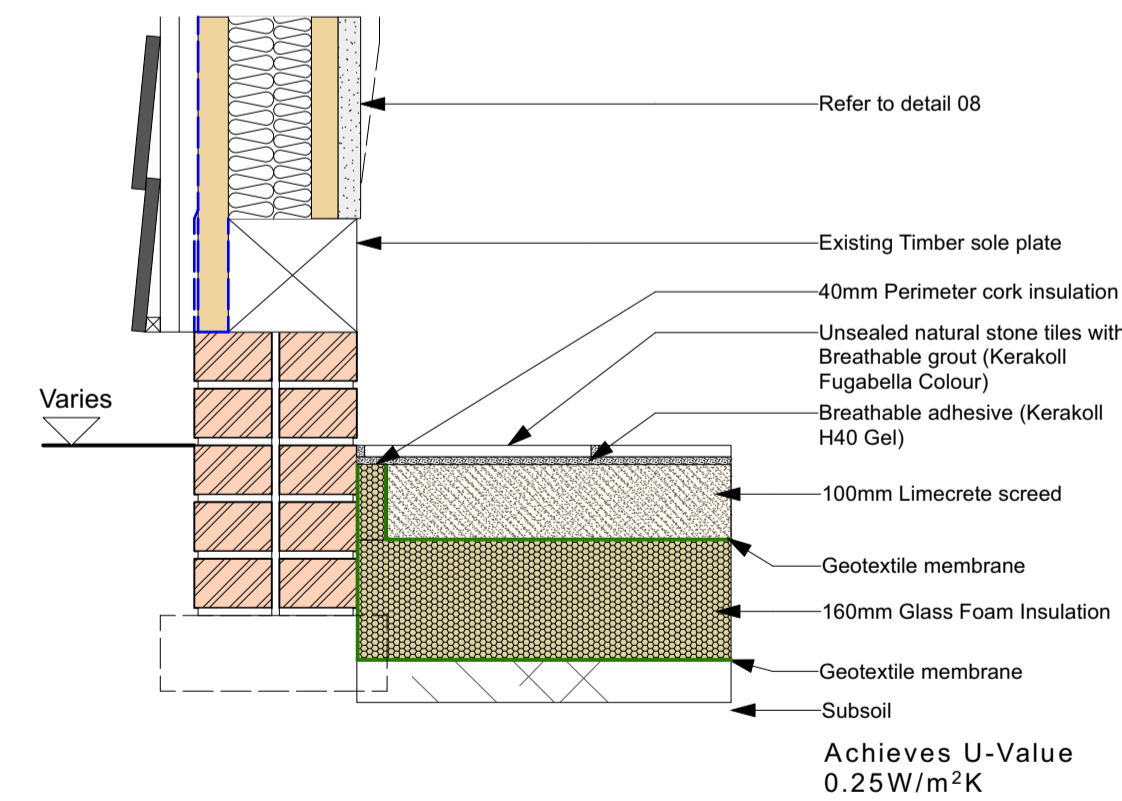 Refer to detail 08
Existing Timber sole plate
40mm Perimeter cork insulation
Unsealed natural stone tiles with
Breathable grout (Kerakoll
Fugabella Colour)
Varies
Breathable adhesive (Kerakoll
H40 Gel)
100mm Limecrete screed
Geotextile membrane
160mm Glass Foam Insulation
Geotextile membrane
Subsoil
Achieves U-Value
0.25W/m²K